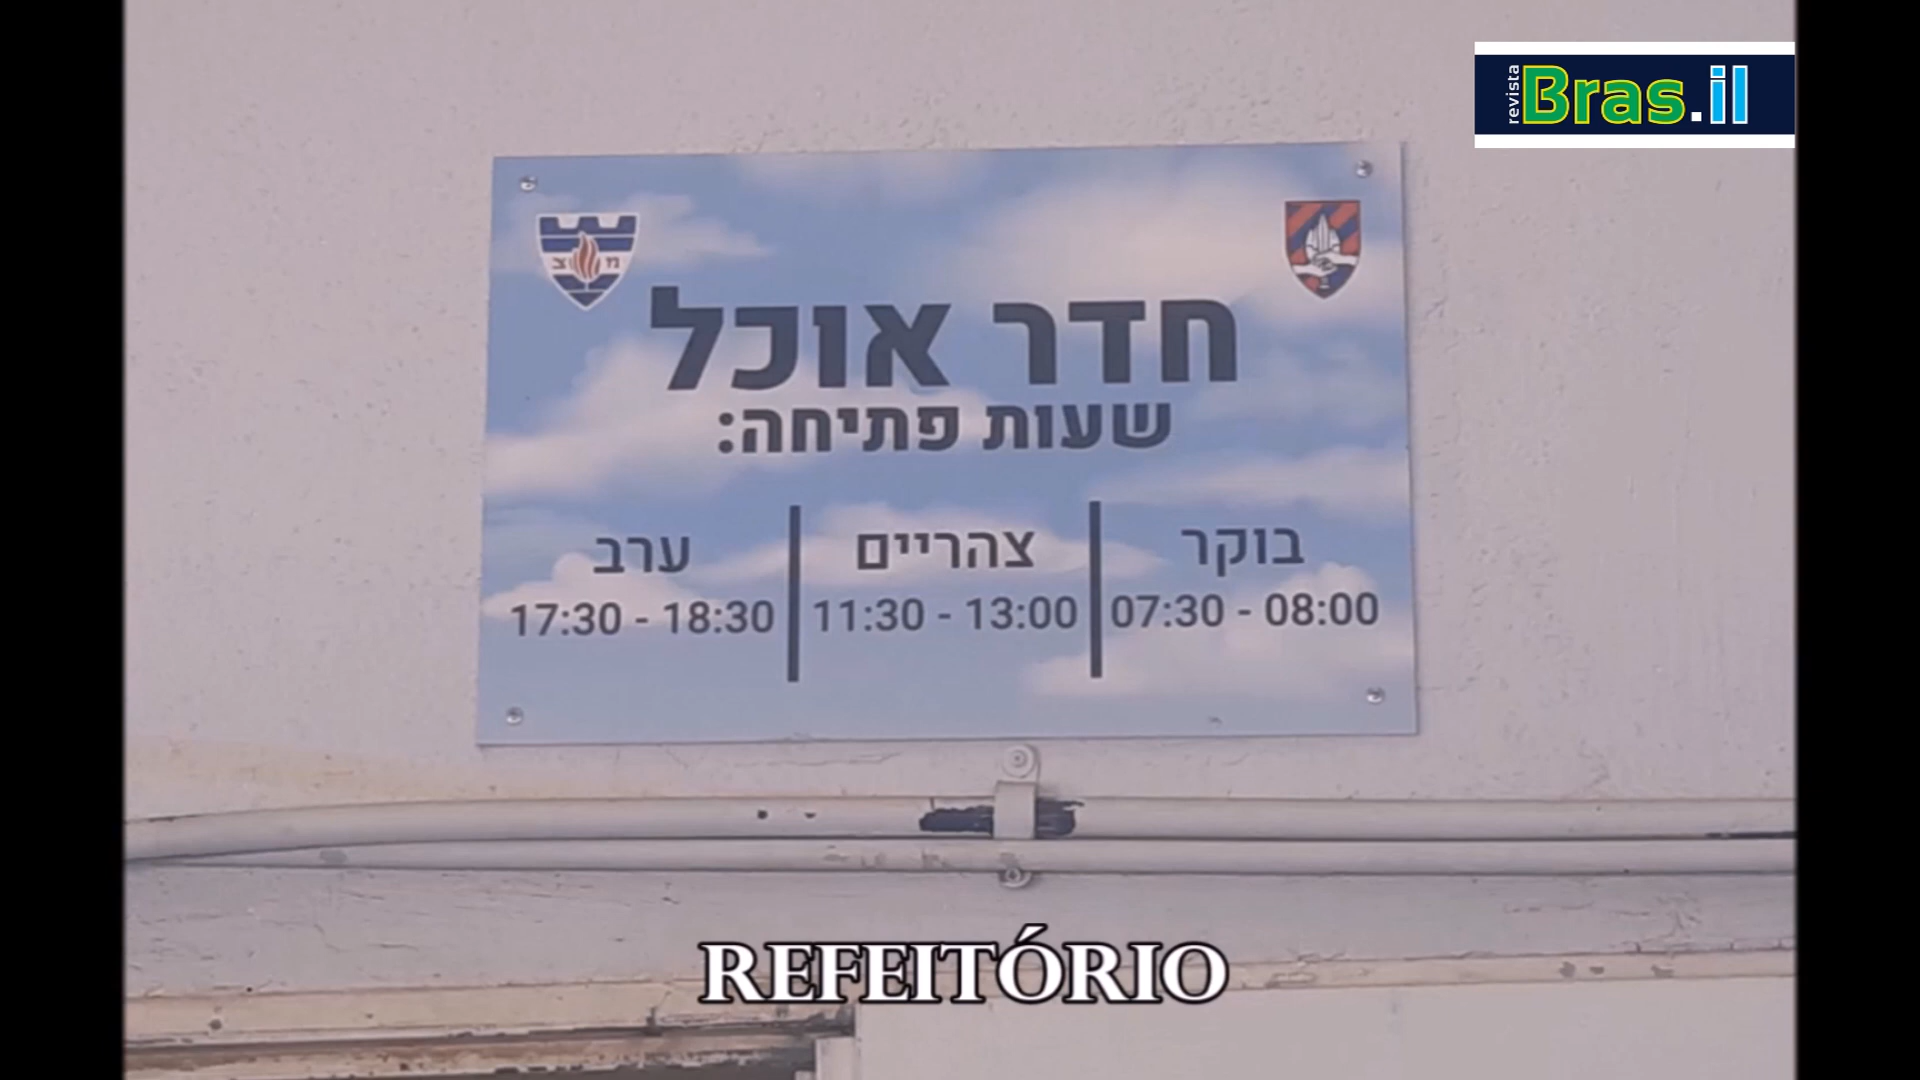 revista Bras.il
מ צ
חדר אוכל
שעות פתיחה:
בוקר
07:30 - 08:00
צהריים
11:30 - 13:00
ערב
17:30 - 18:30
REFEITÓRIO